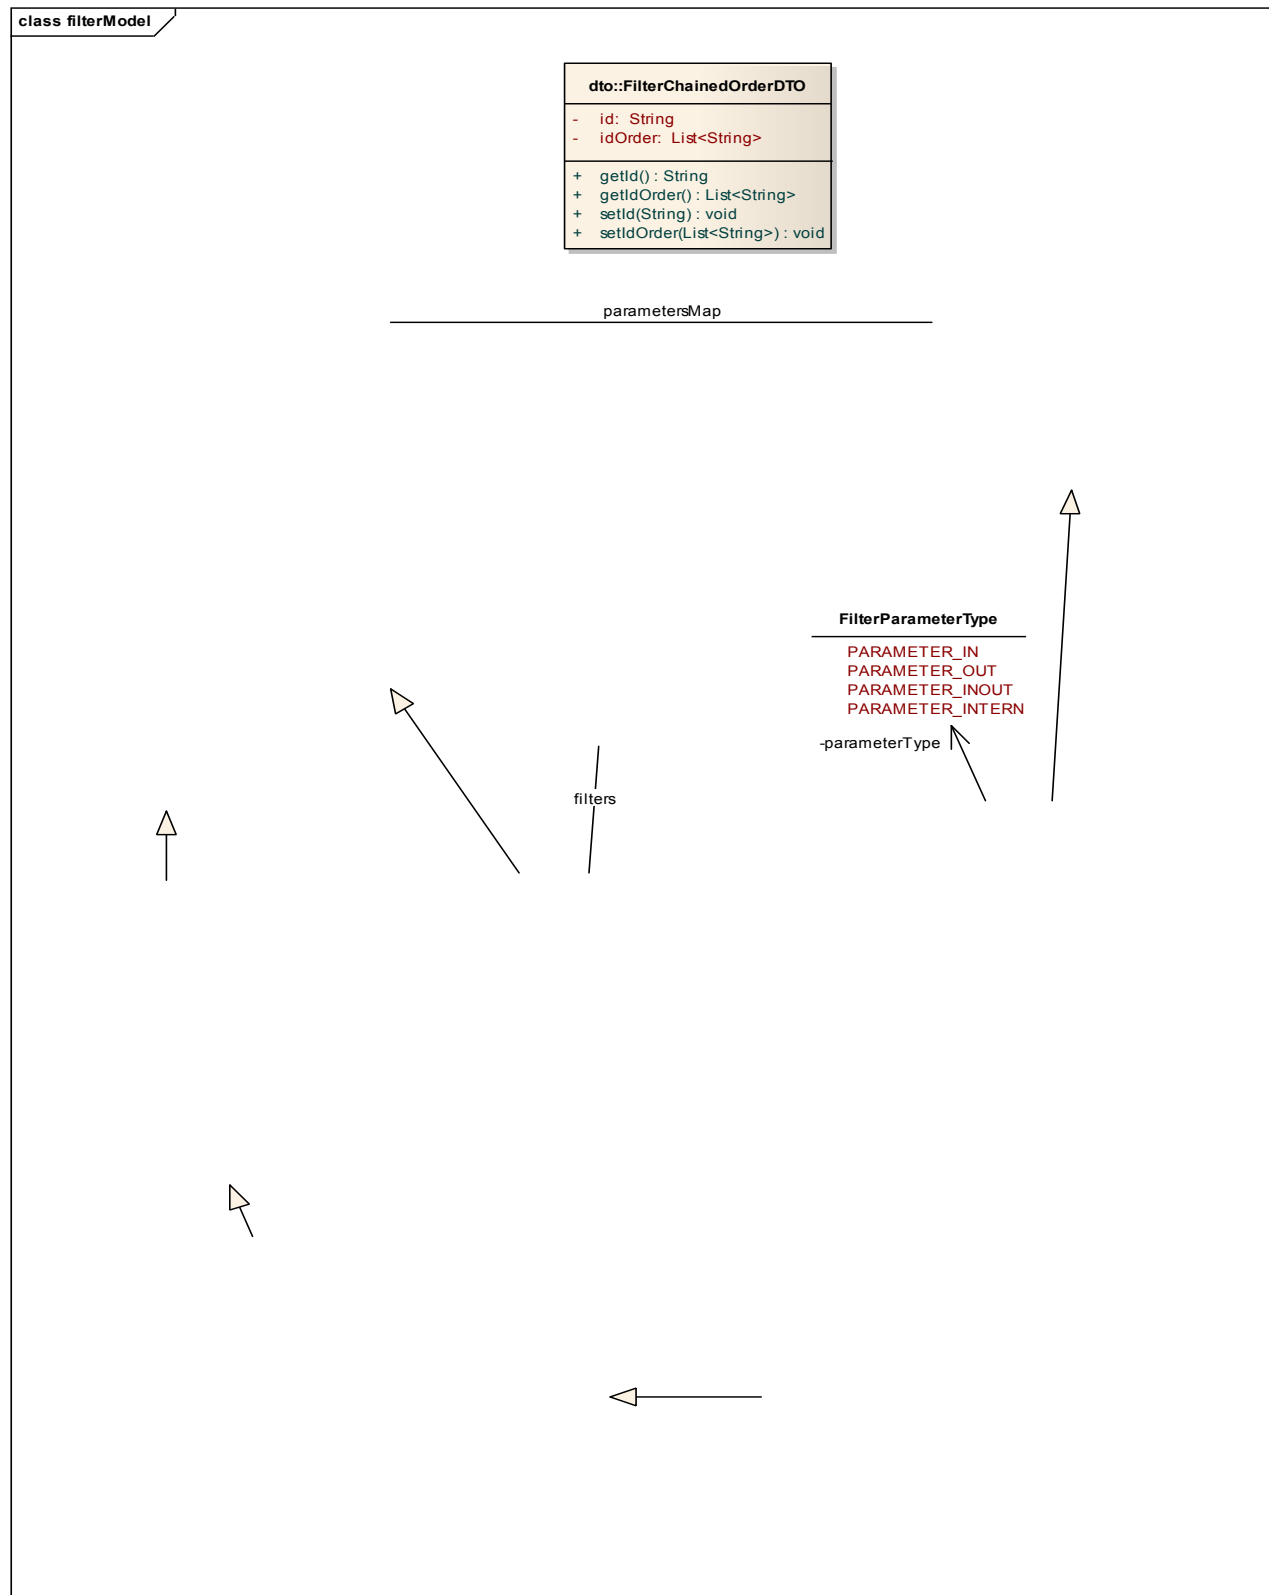 class filterModel
dto::FilterChainedOrderDTO
- id: String
- idOrder: List<String>
+ getId() : String
+ getIdOrder() : List<String>
+ setId(String) : void
+ setIdOrder(List<String>) : void
parametersMap
FilterParameterType
PARAMETER_IN
PARAMETER_OUT
PARAMETER_INOUT
PARAMETER_INTERN
-parameterType
filters